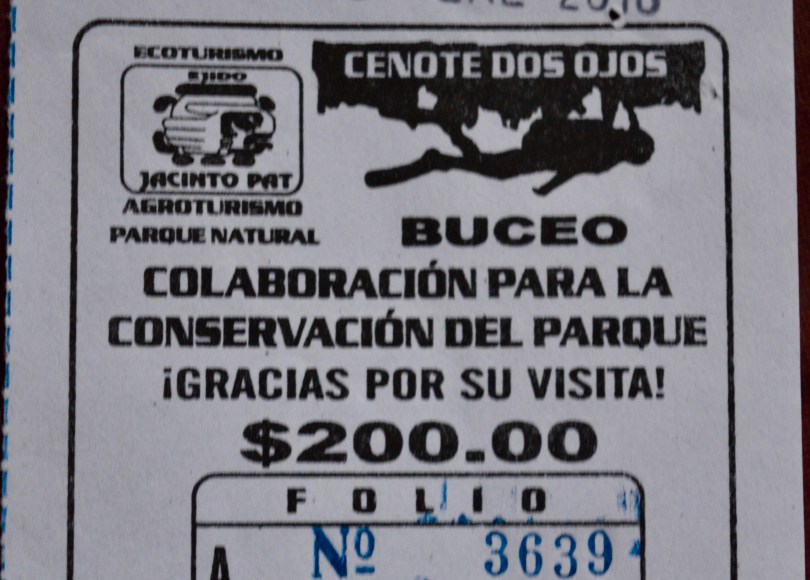 ECOTURISMO
EJIDO
JACINTO PAT
AGROTURISMO
PARQUE NATURAL
CENOTE DOS OJOS
BUCEO
COLABORACIÓN PARA LA
CONSERVACIÓN DEL PARQUE
¡GRACIAS POR SU VISITA!
$200.00
FOLIO
A Nº 3639